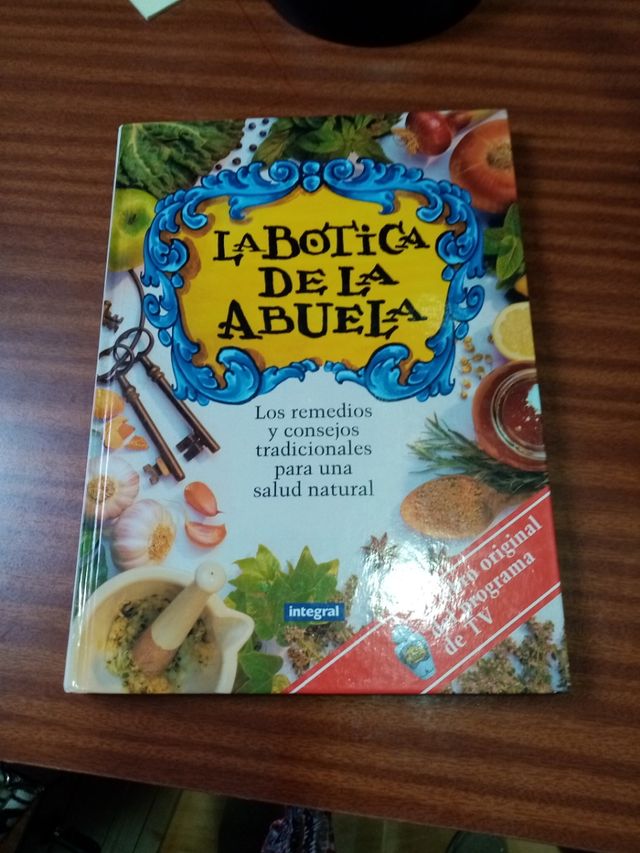 LA BOTICA
DE LA
ABUELA
Los remedios
y consejos
tradicionales
para una
salud natural
integral
original
programa
de TV